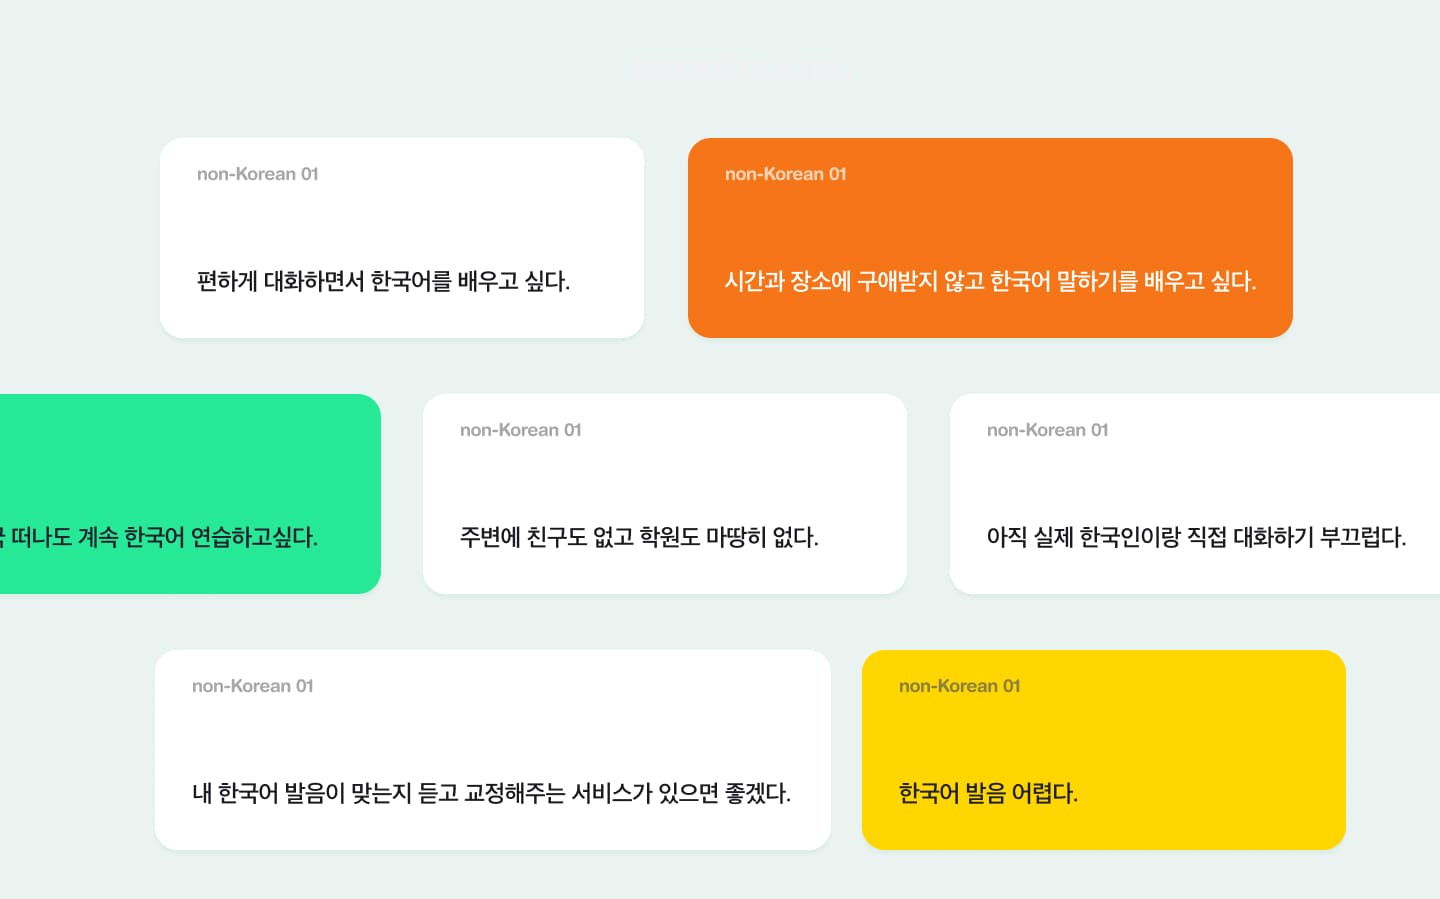 non-Korean 01
편하게 대화하면서 한국어를 배우고 싶다.
non-Korean 01
시간과 장소에 구애받지 않고 한국어 말하기를 배우고 싶다.
떠나도 계속 한국어 연습하고싶다.
non-Korean 01
주변에 친구도 없고 학원도 마땅히 없다.
non-Korean 01
아직 실제 한국인이랑 직접 대화하기 부끄럽다.
non-Korean 01
내 한국어 발음이 맞는지 듣고 교정해주는 서비스가 있으면 좋겠다.
non-Korean 01
한국어 발음 어렵다.